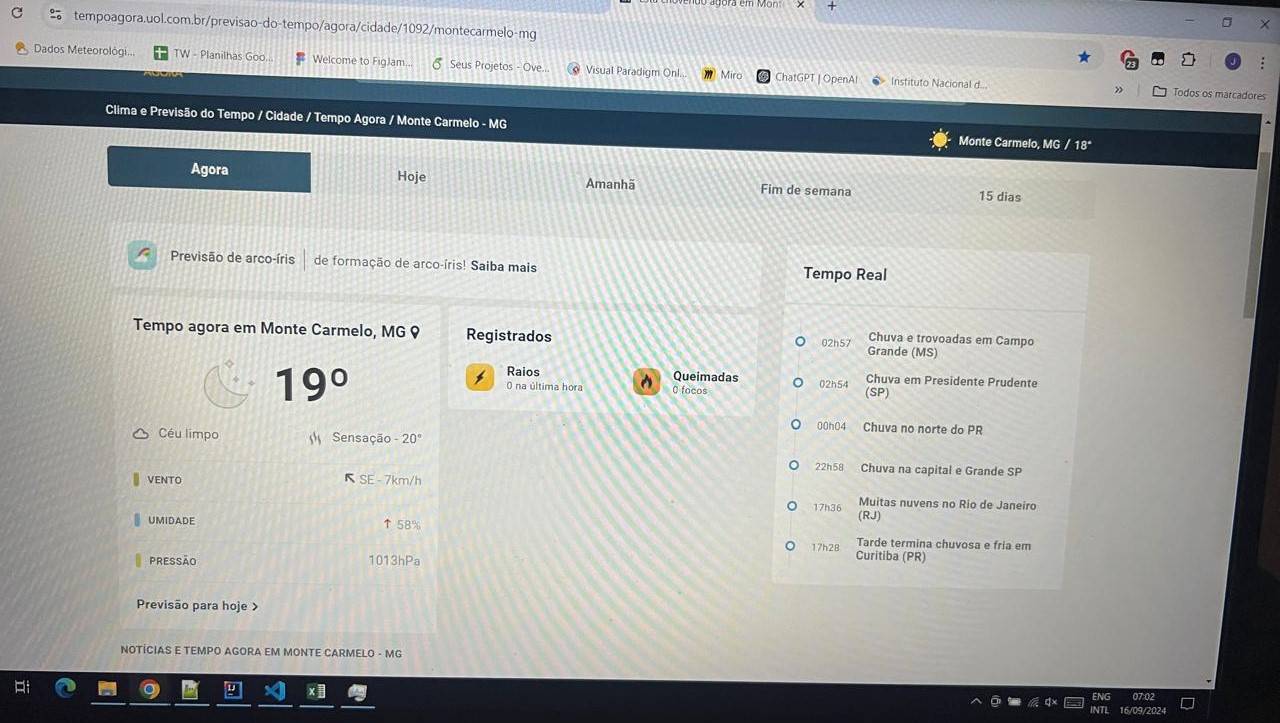 Está chovendo agora em Mont
tempoagora.uol.com.br/previsao-do-tempo/agora/cidade/1092/montecarmelo-mg
Dados Meteorológi...
TW - Planilhas Goo...
Welcome to FigJam...
Seus Projetos - Ove...
Visual Paradigm Onl...
Miro
ChatGPT | OpenAI
Instituto Nacional d...
23
J
»
Todos os marcadores
AGORA
Clima e Previsão do Tempo / Cidade / Tempo Agora / Monte Carmelo - MG
Monte Carmelo, MG / 18°
Agora
Hoje
Amanhã
Fim de semana
15 dias
Previsão de arco-íris
de formação de arco-íris! Saiba mais
Tempo agora em Monte Carmelo, MG
19º
Céu limpo
Sensação - 20°
VENTO
SE - 7km/h
UMIDADE
58%
PRESSÃO
1013hPa
Previsão para hoje >
Registrados
Raios
0 na última hora
Queimadas
0 focos
Tempo Real
02h57
Chuva e trovoadas em Campo
Grande (MS)
02h54
Chuva em Presidente Prudente
(SP)
00h04
Chuva no norte do PR
22h58
Chuva na capital e Grande SP
17h36
Muitas nuvens no Rio de Janeiro
(RJ)
17h28
Tarde termina chuvosa e fria em
Curitiba (PR)
NOTÍCIAS E TEMPO AGORA EM MONTE CARMELO - MG
ENG
INTL
07:02
16/09/2024